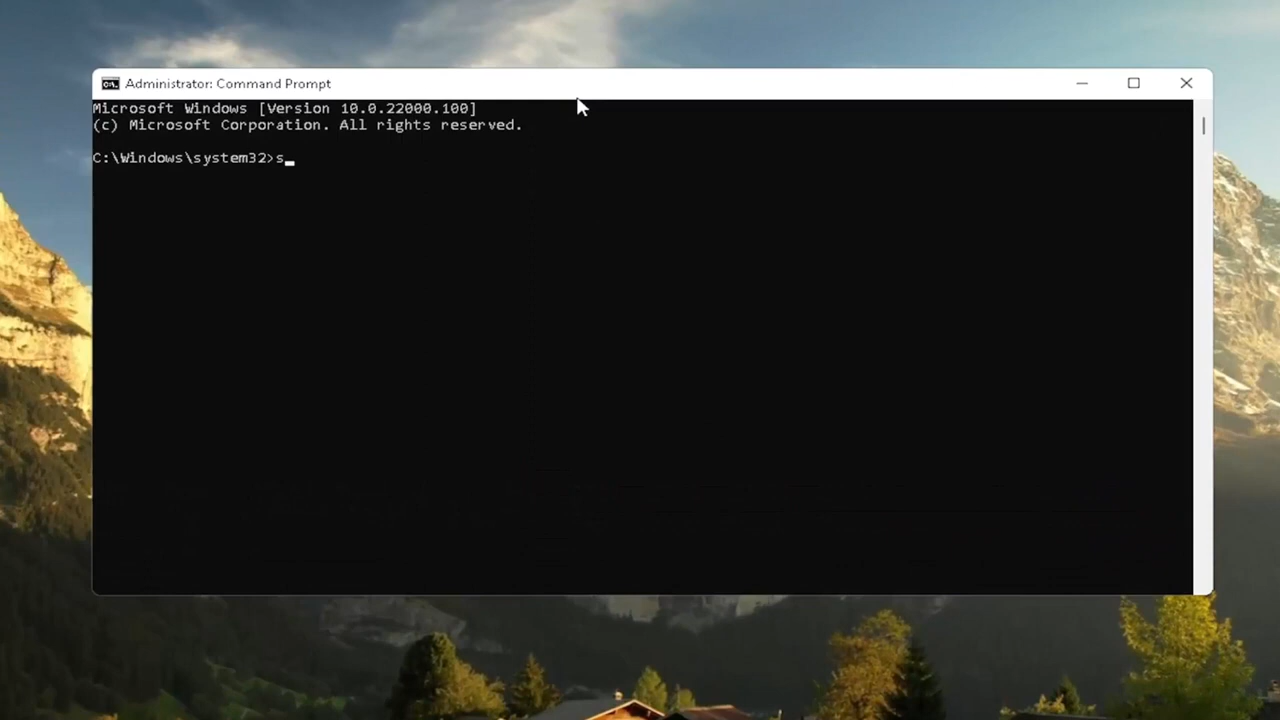 Administrator: Command Prompt
Microsoft Windows [Version 10.0.22000.100]
(c) Microsoft Corporation. All rights reserved.
C:\Windows\system32>s